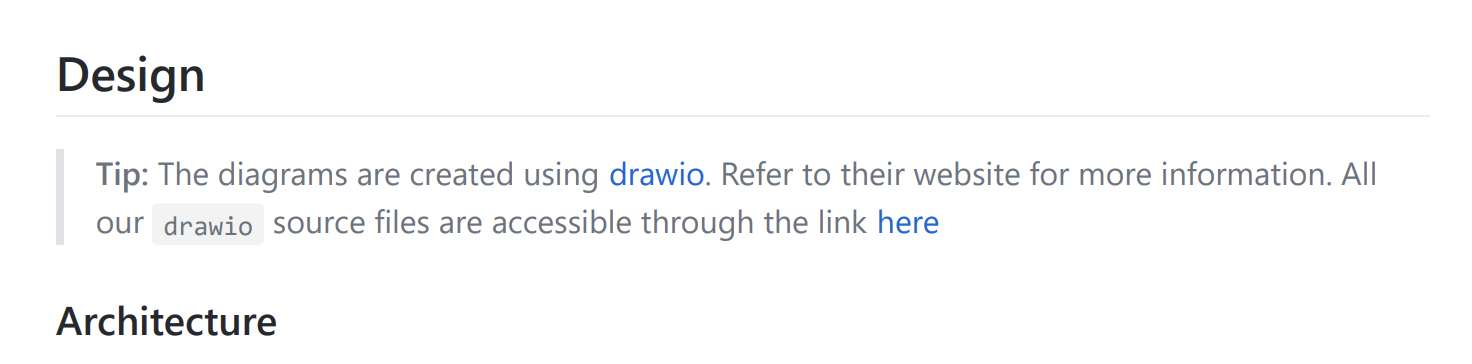 Design
Tip: The diagrams are created using drawio. Refer to their website for more information. All
our drawio source files are accessible through the link here
Architecture